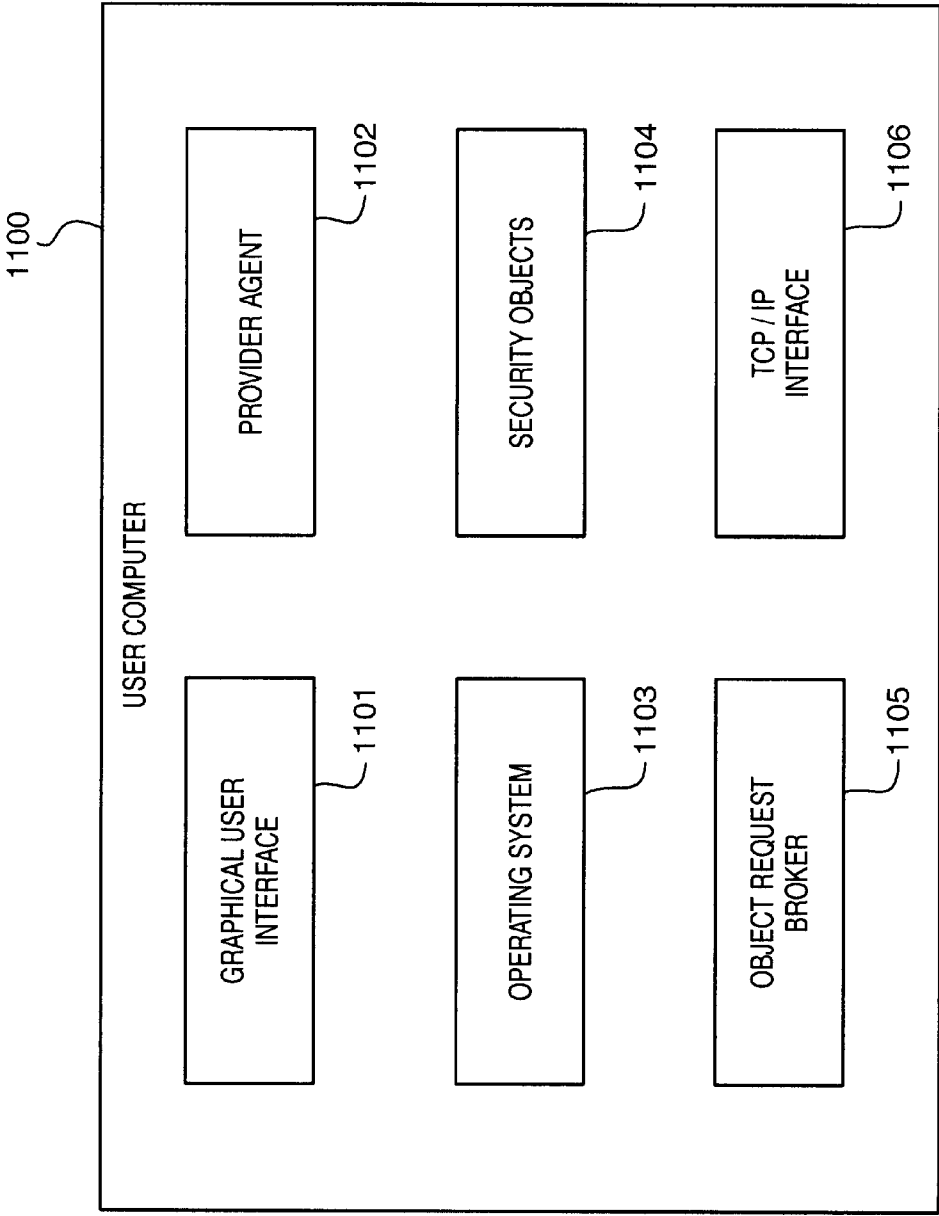 1100
USER COMPUTER
GRAPHICAL USER
INTERFACE
1101
PROVIDER AGENT
1102
OPERATING SYSTEM
1103
SECURITY OBJECTS
1104
OBJECT REQUEST
BROKER
1105
TCP / IP
INTERFACE
1106